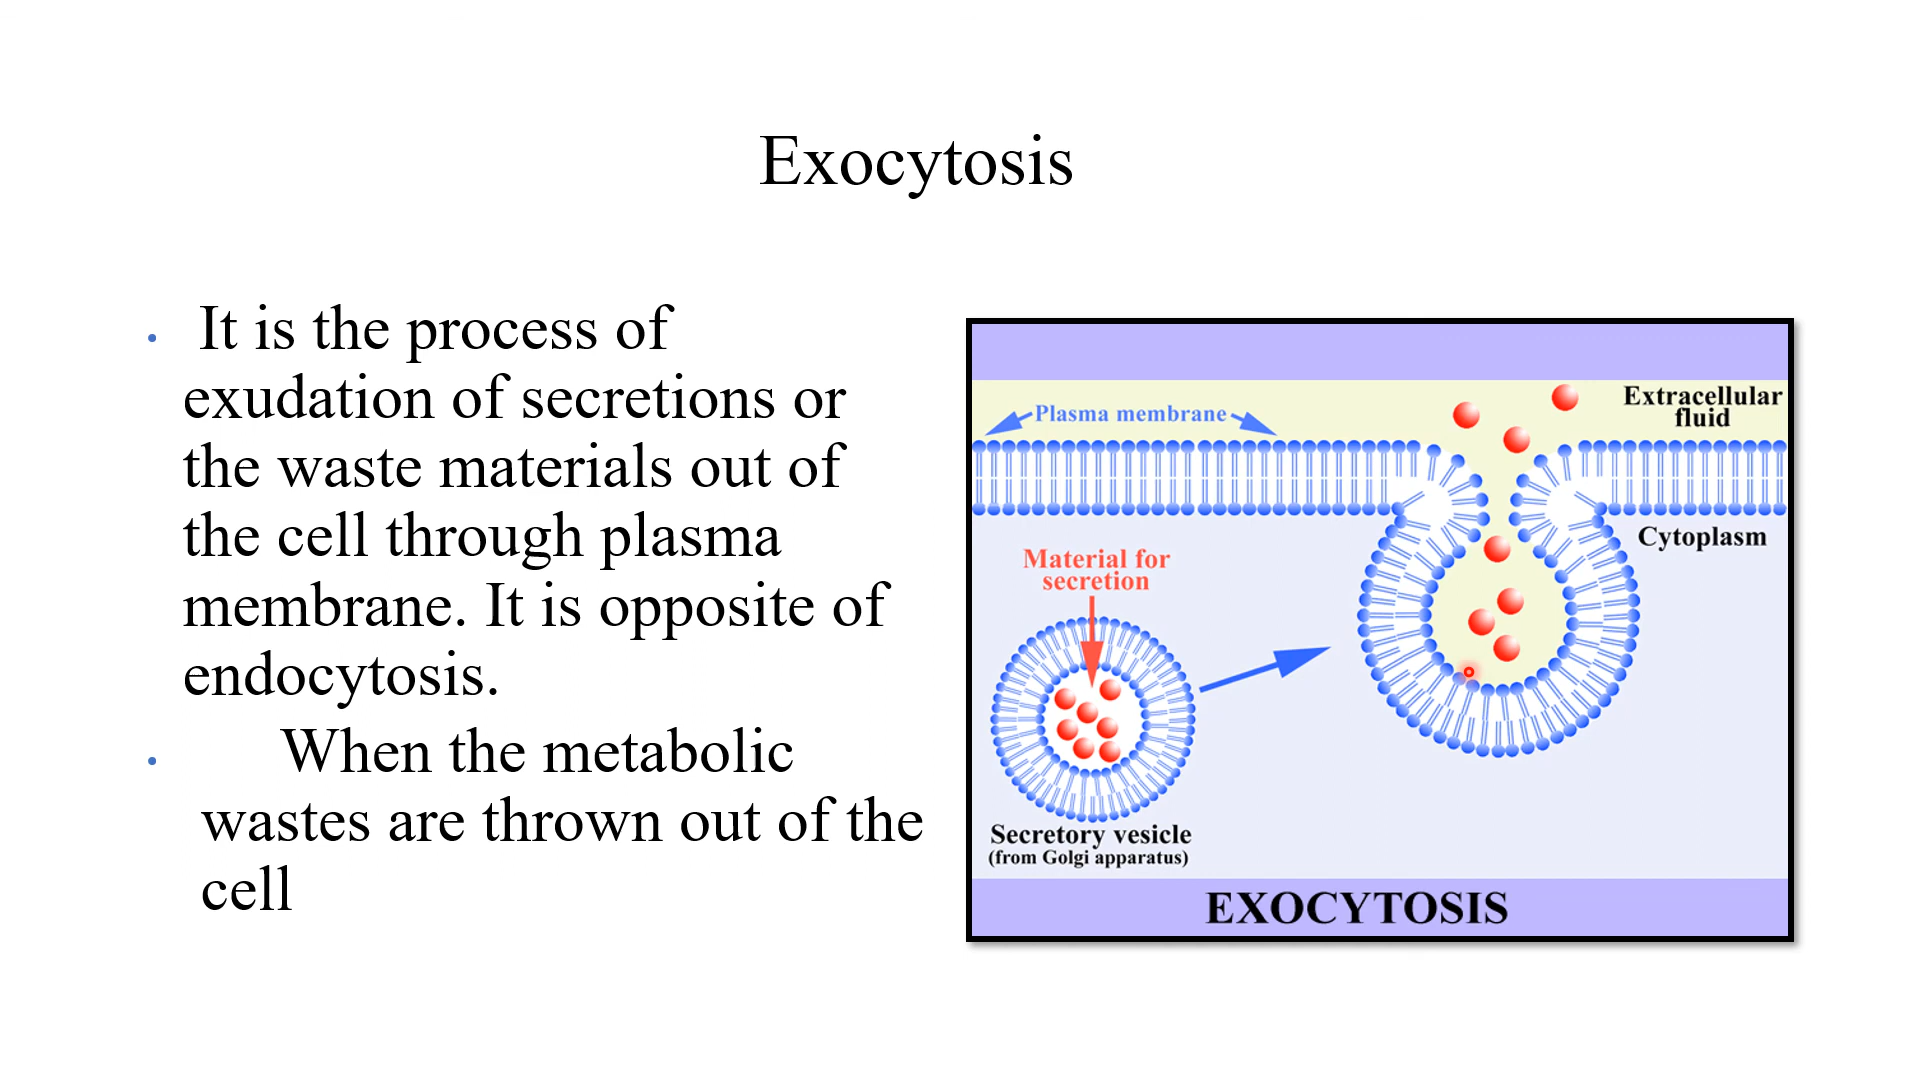 Exocytosis
• It is the process of
exudation of secretions or
the waste materials out of
the cell through plasma
membrane. It is opposite of
endocytosis.
• When the metabolic
wastes are thrown out of the
cell
Plasma membrane
Extracellular
fluid
Cytoplasm
Material for
secretion
Secretory vesicle
(from Golgi apparatus)
EXOCYTOSIS